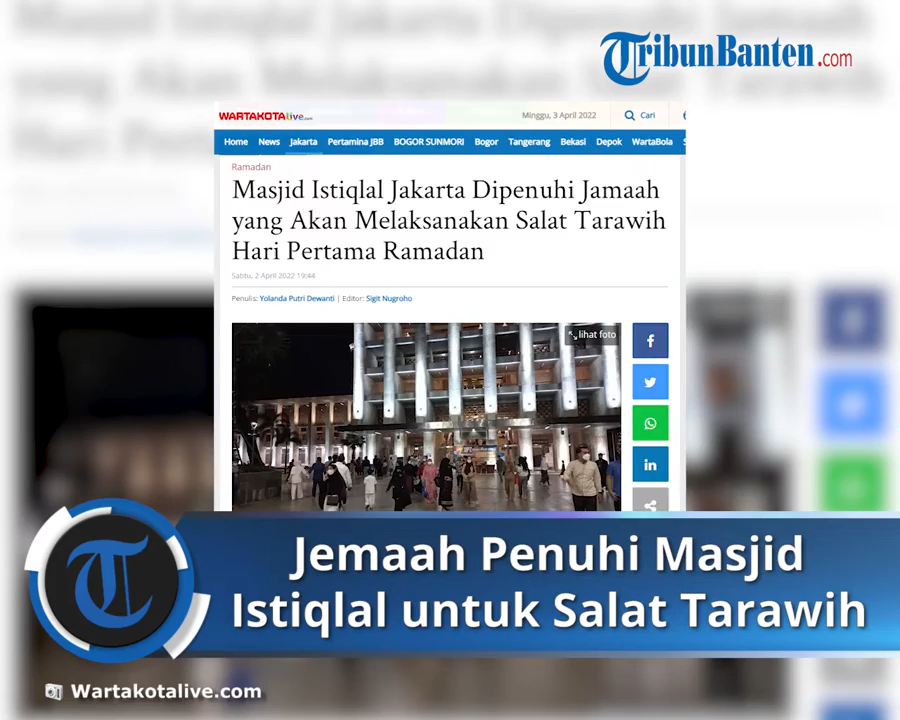 TribunBanten.com
WARTAKOTAlive.com
Minggu, 3 April 2022
Cari
Home News Jakarta Pertamina JBB BOGOR SUNMORI Bogor Tangerang Bekasi Depok WartaBola
Ramadan
Masjid Istiqlal Jakarta Dipenuhi Jamaah
yang Akan Melaksanakan Salat Tarawih
Hari Pertama Ramadan
Sabtu, 2 April 2022 19:44
Penulis: Yolanda Putri Dewanti | Editor: Sigit Nugroho
lihat foto
Jemaah Penuhi Masjid
Istiqlal untuk Salat Tarawih
Wartakotalive.com